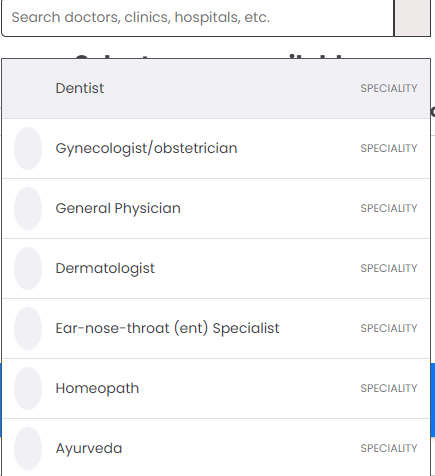 Search doctors, clinics, hospitals, etc.
Dentist SPECIALITY
Gynecologist/obstetrician SPECIALITY
General Physician SPECIALITY
Dermatologist SPECIALITY
Ear-nose-throat (ent) Specialist SPECIALITY
Homeopath SPECIALITY
Ayurveda SPECIALITY